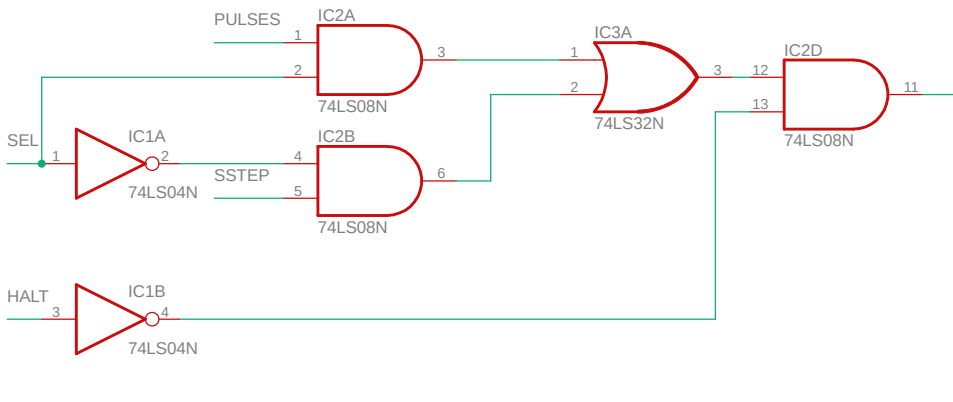 PULSES
IC2A
1
3
2
74LS08N
IC3A
1
3
2
74LS32N
IC2D
12
11
13
74LS08N
SEL
IC1A
1
2
74LS04N
IC2B
4
6
SSTEP
5
74LS08N
HALT
IC1B
3
4
74LS04N